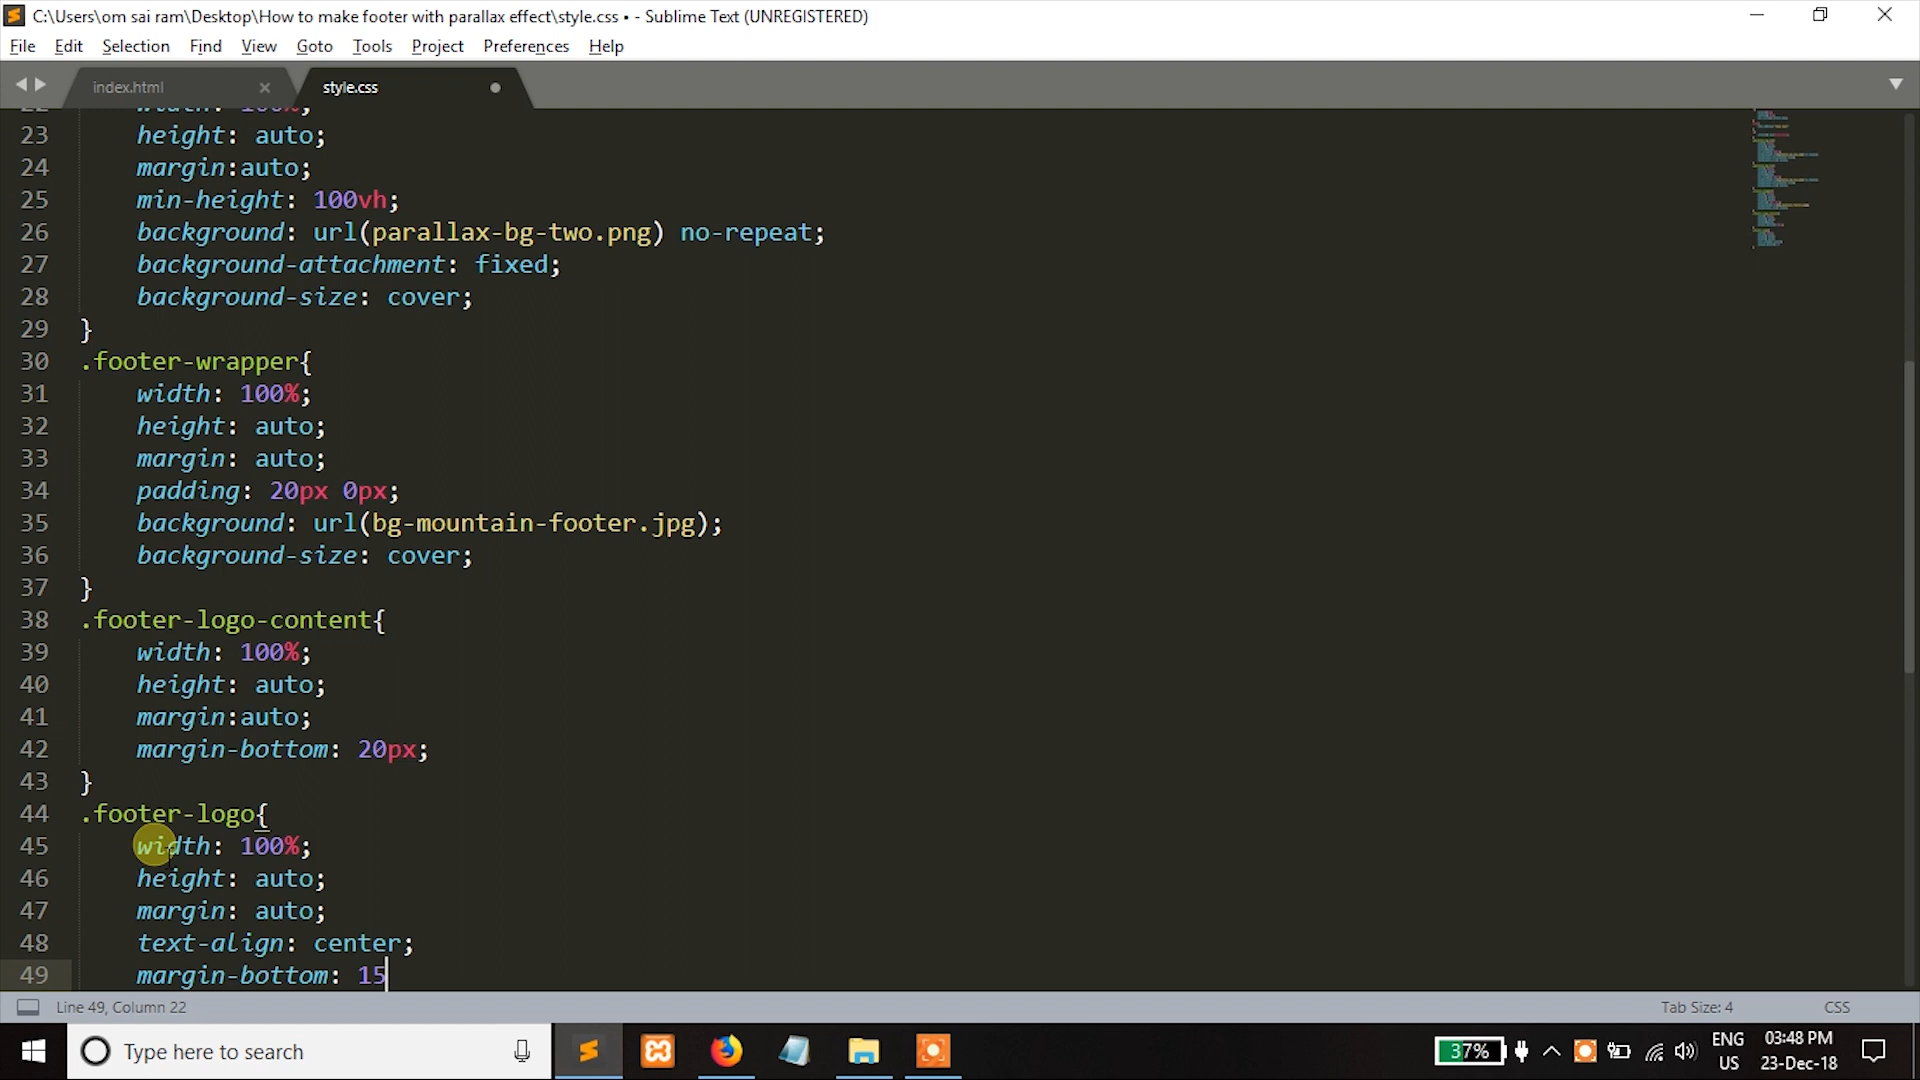 C:\Users\om sai ram\Desktop\How to make footer with parallax effect\style.css • - Sublime Text (UNREGISTERED)
File Edit Selection Find View Goto Tools Project Preferences Help
index.html × style.css
22 width: 100%;
23 height: auto;
24 margin:auto;
25 min-height: 100vh;
26 background: url(parallax-bg-two.png) no-repeat;
27 background-attachment: fixed;
28 background-size: cover;
29 }
30 .footer-wrapper{
31 width: 100%;
32 height: auto;
33 margin: auto;
34 padding: 20px 0px;
35 background: url(bg-mountain-footer.jpg);
36 background-size: cover;
37 }
38 .footer-logo-content{
39 width: 100%;
40 height: auto;
41 margin:auto;
42 margin-bottom: 20px;
43 }
44 .footer-logo{
45 width: 100%;
46 height: auto;
47 margin: auto;
48 text-align: center;
49 margin-bottom: 15
Line 49, Column 22 Tab Size: 4 CSS
Type here to search 37% ENG US 03:48 PM 23-Dec-18